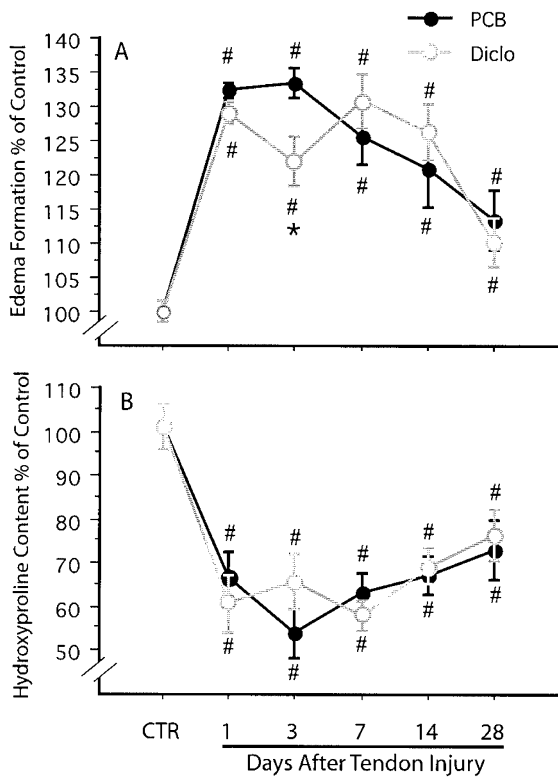 PCB
Diclo
A
Edema Formation % of Control
140
135
130
125
120
115
110
105
100
# # # # #
# # # # #
*
B
Hydroxyproline Content % of Control
110
100
90
80
70
60
50
# # # # #
# # # # #
CTR 1 3 7 14 28
Days After Tendon Injury